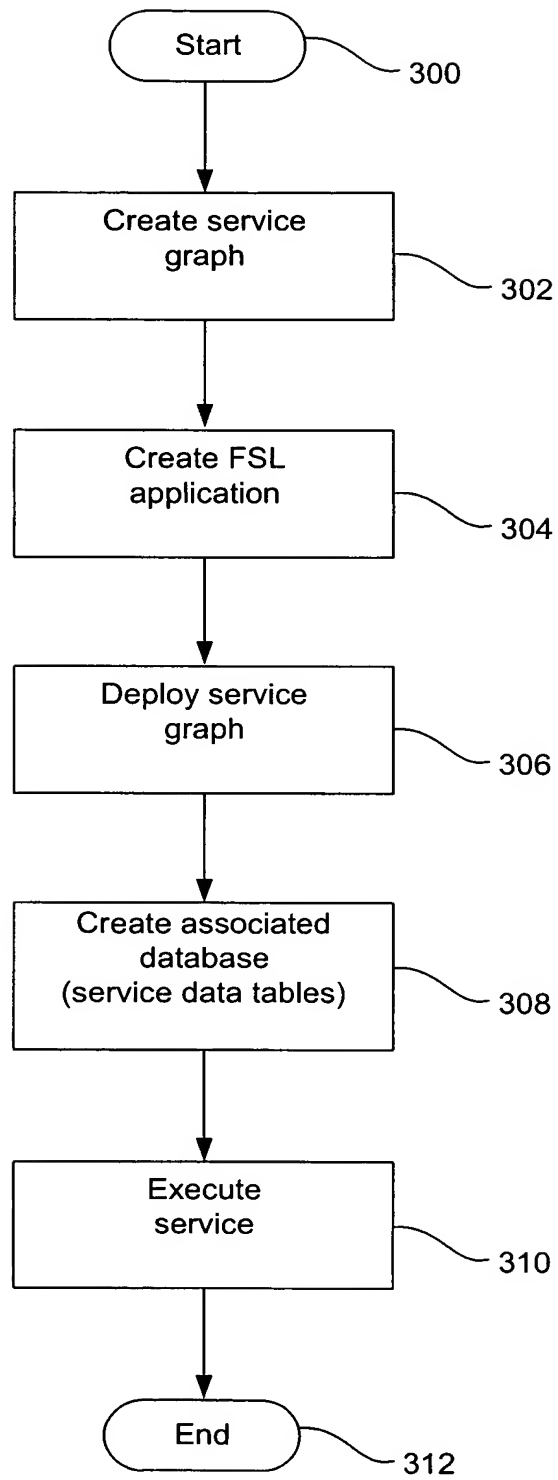 Start
300
Create service
graph
302
Create FSL
application
304
Deploy service
graph
306
Create associated
database
(service data tables)
308
Execute
service
310
End
312